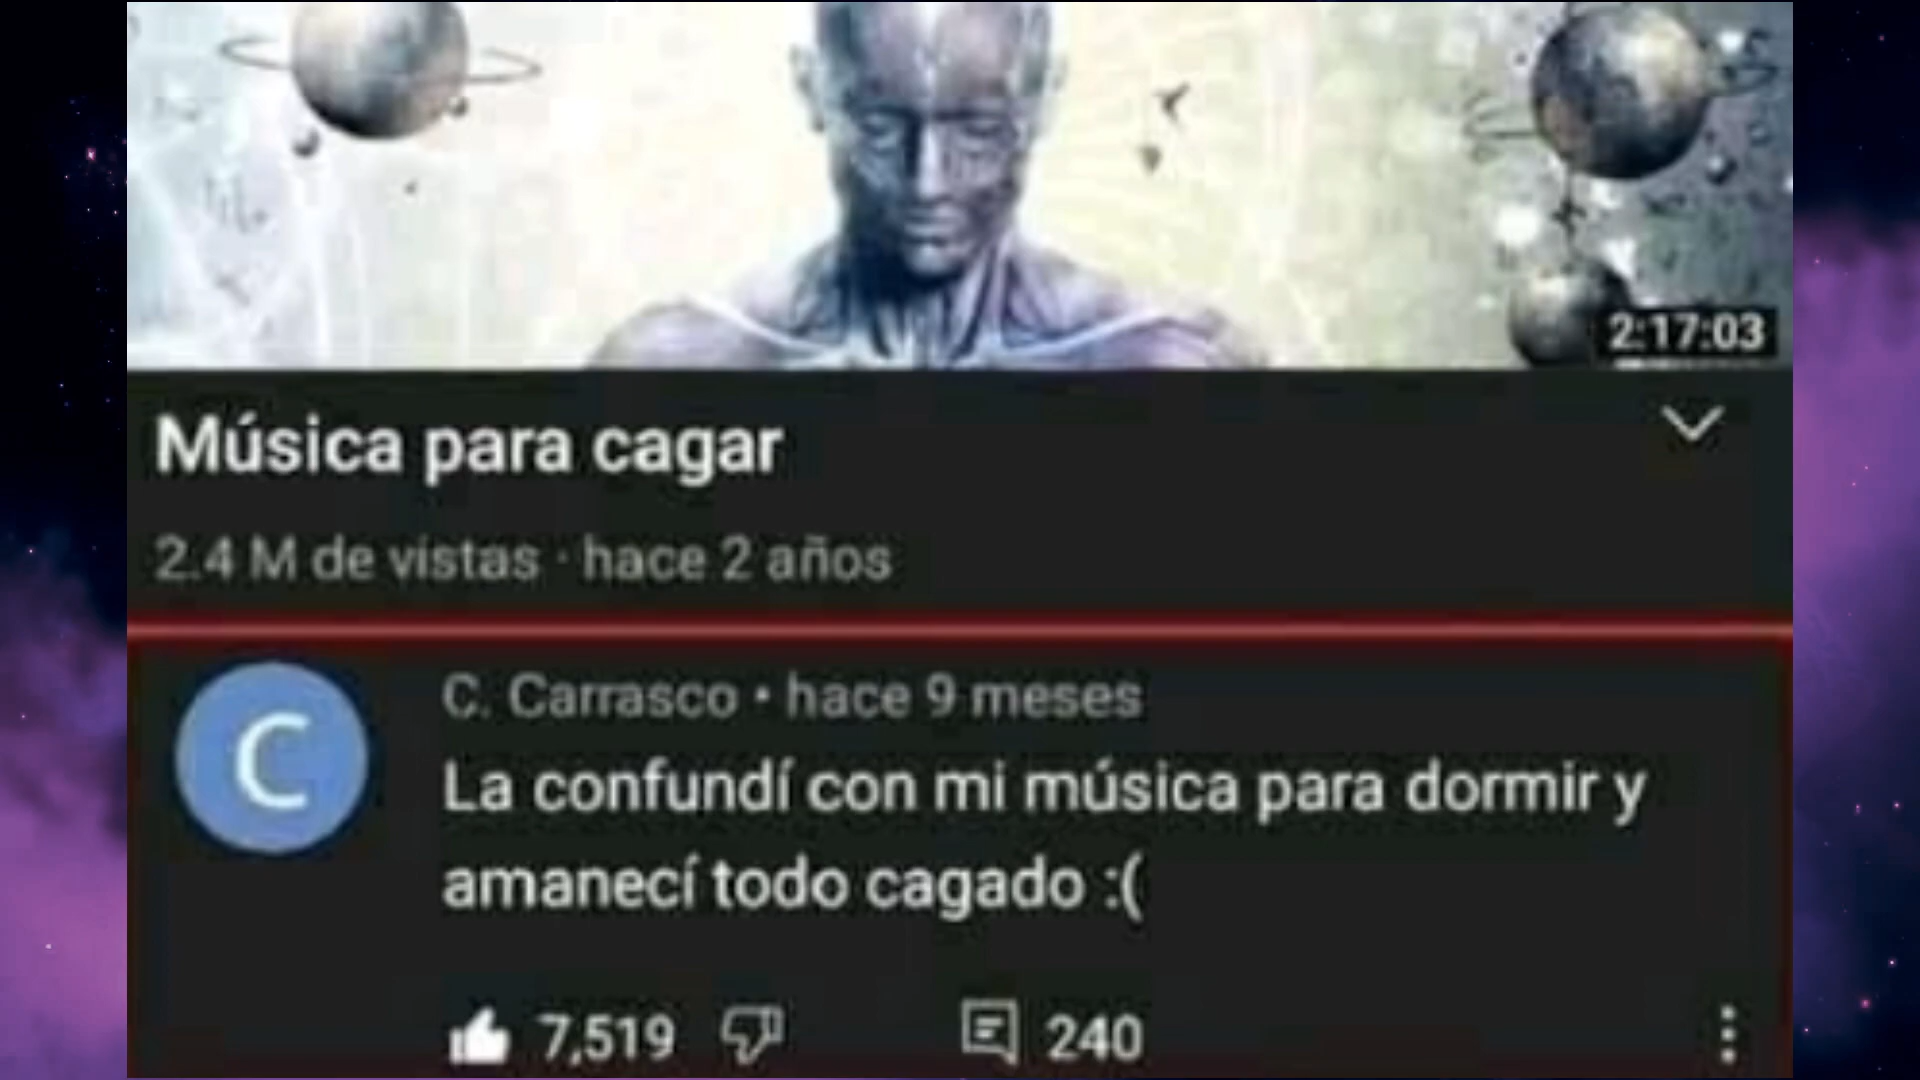 2:17:03
Música para cagar
2.4 M de vistas · hace 2 años
C
C. Carrasco • hace 9 meses
La confundí con mi música para dormir y
amanecí todo cagado :(
7,519 240